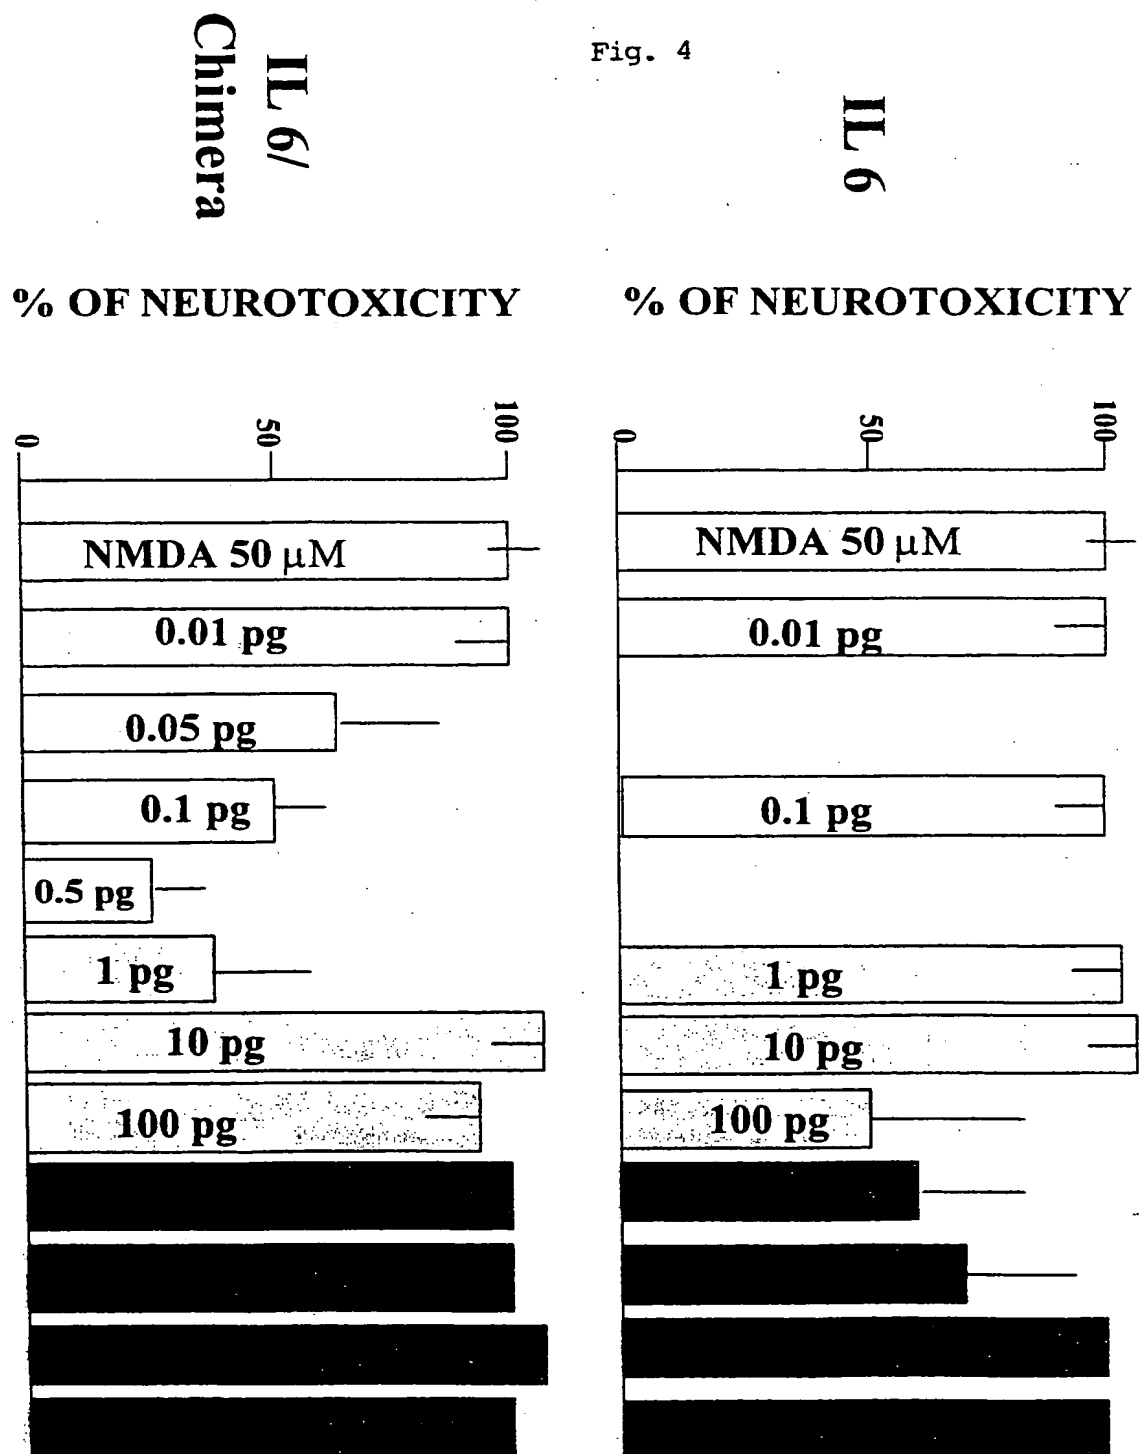 Fig. 4
IL 6/
Chimera
% OF NEUROTOXICITY
0
50
100
NMDA 50 μM
0.01 pg
0.05 pg
0.1 pg
0.5 pg
1 pg
10 pg
100 pg
IL 6
% OF NEUROTOXICITY
0
50
100
NMDA 50 μM
0.01 pg
0.1 pg
1 pg
10 pg
100 pg